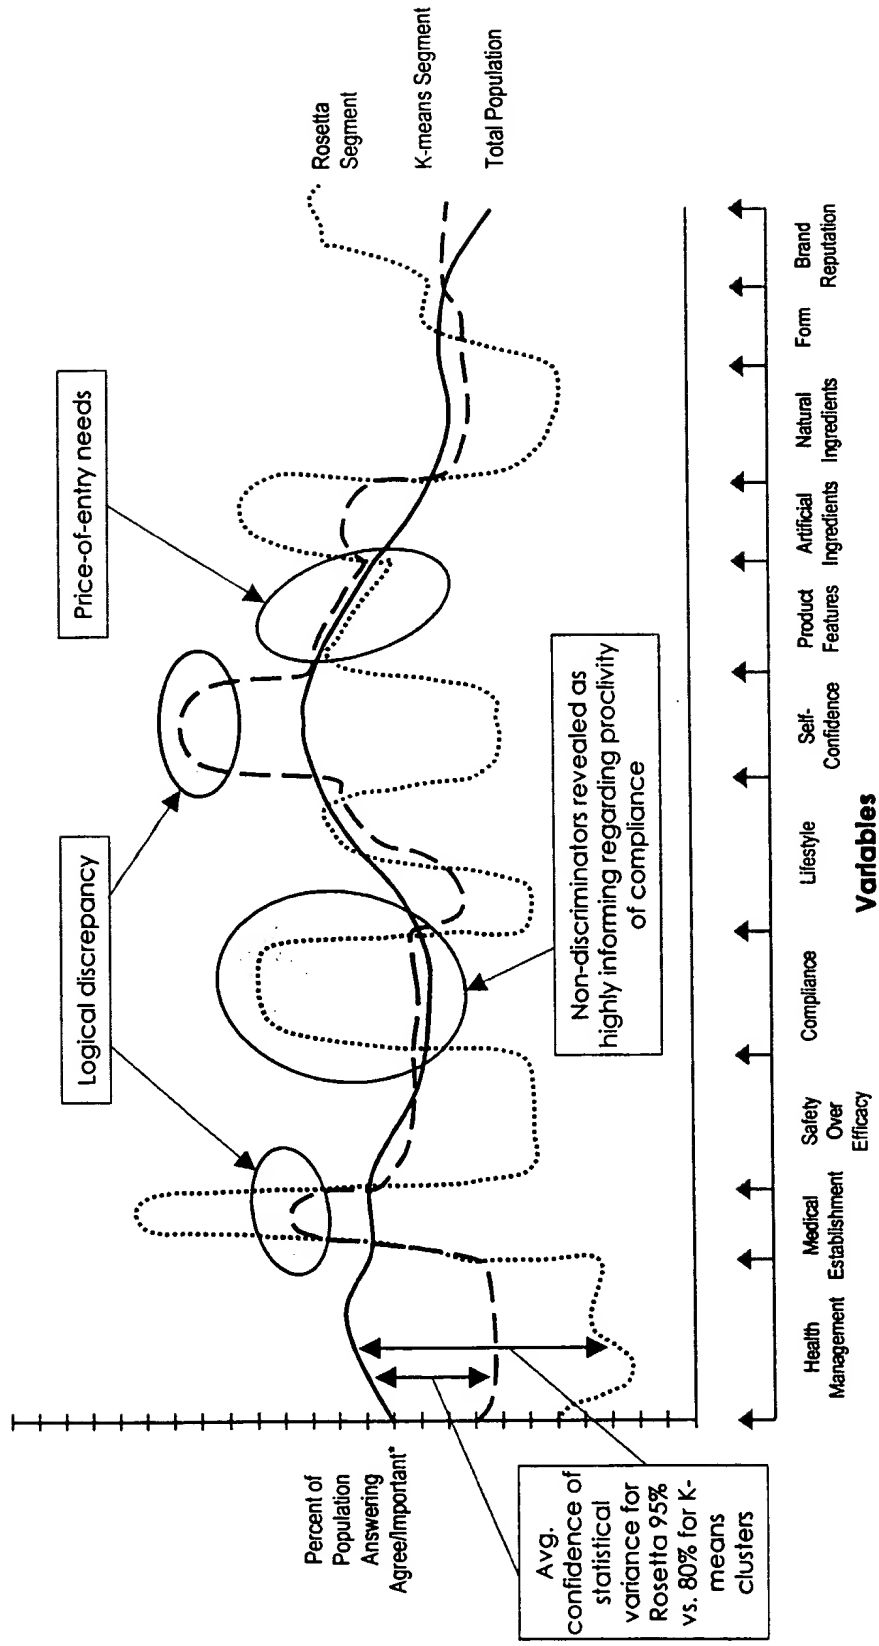 Price-of-entry needs
Logical discrepancy
Rosetta
Segment
K-means Segment
Total Population
Percent of
Population
Answering
Agree/Important*
Non-discriminators revealed as
highly informing regarding proclivity
of compliance
Avg.
confidence of
statistical
variance for
Rosetta 95%
vs. 80% for K-
means
clusters
Health
Management
Medical
Establishment
Safety
Over
Efficacy
Compliance
Lifestyle
Self-
Confidence
Product
Features
Artificial
Ingredients
Natural
Ingredients
Form
Brand
Reputation
Variables